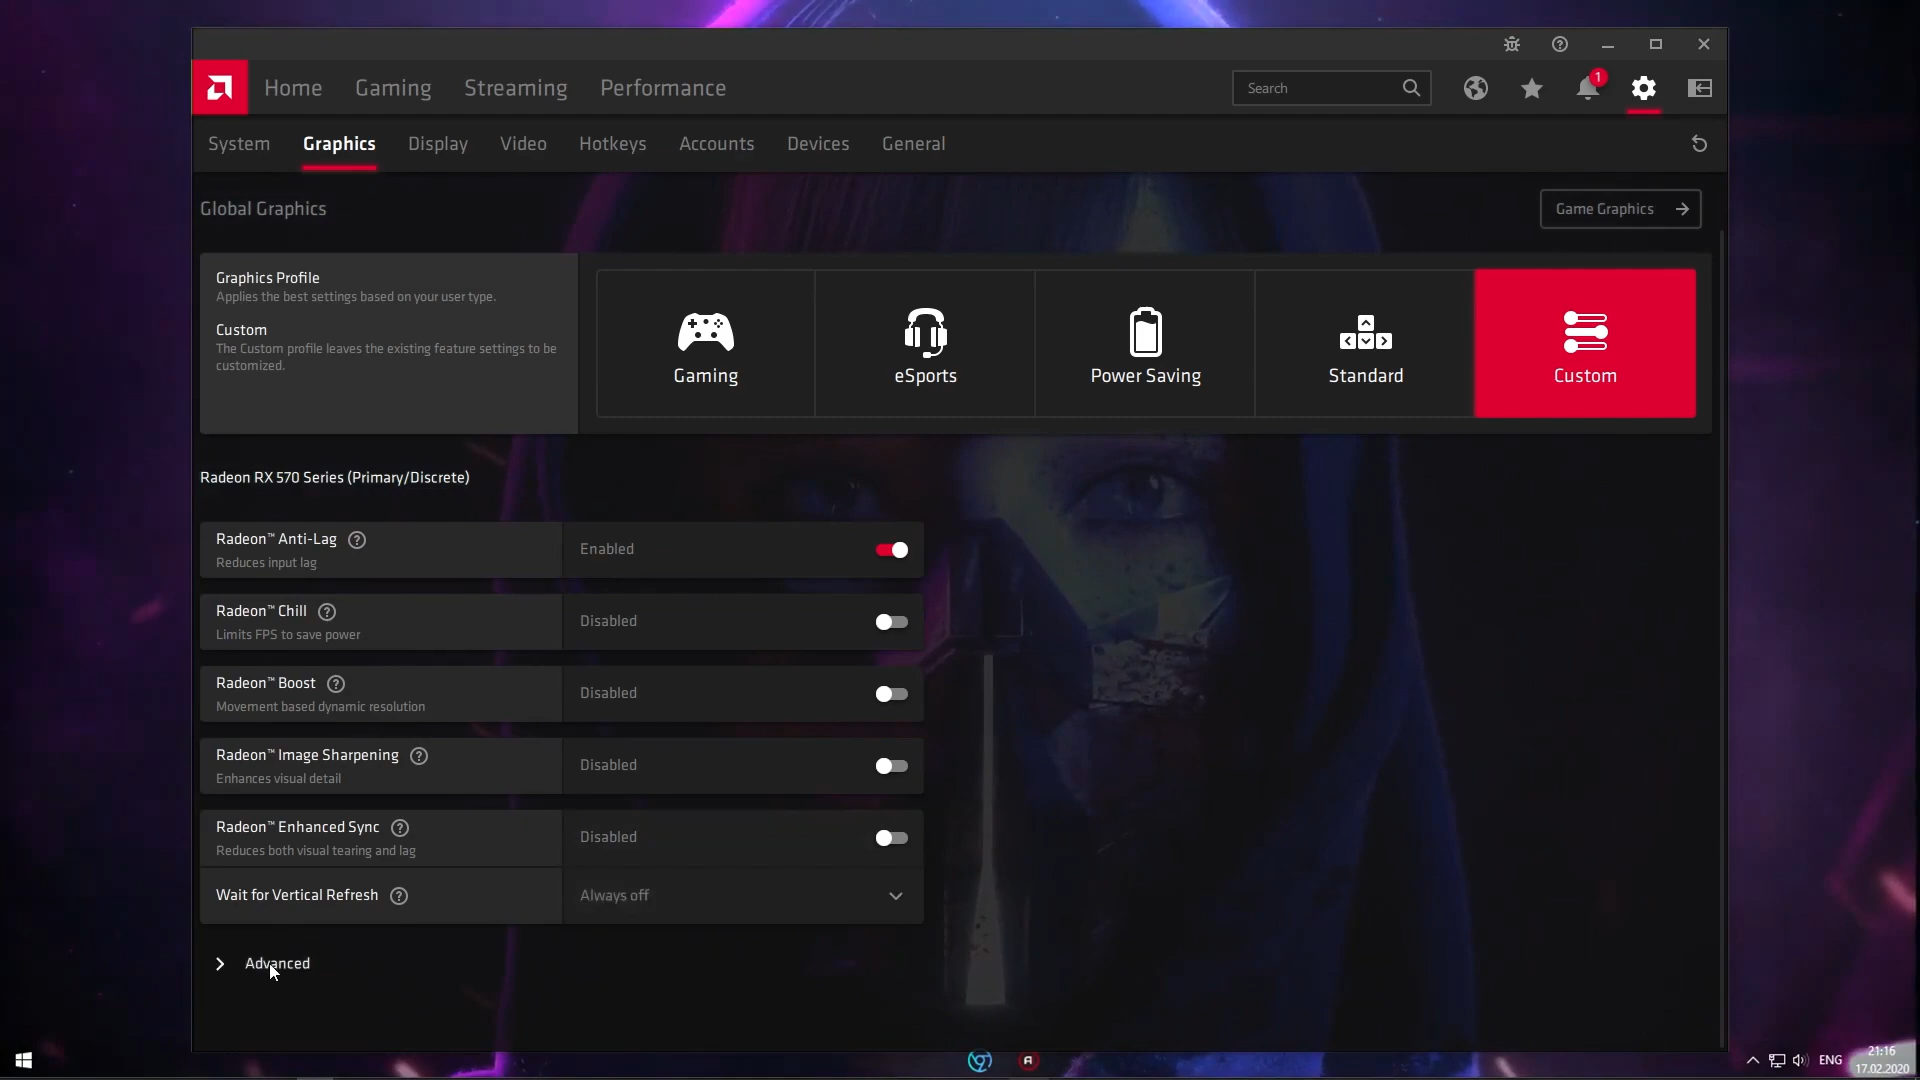 1
Home Gaming Streaming Performance
Search
System Graphics Display Video Hotkeys Accounts Devices General
Global Graphics
Game Graphics
Graphics Profile
Applies the best settings based on your user type.
Custom
The Custom profile leaves the existing feature settings to be
customized.
Gaming
eSports
Power Saving
Standard
Custom
Radeon RX 570 Series (Primary/Discrete)
Radeon™ Anti-Lag
Reduces input lag
Enabled
Radeon™ Chill
Limits FPS to save power
Disabled
Radeon™ Boost
Movement based dynamic resolution
Disabled
Radeon™ Image Sharpening
Enhances visual detail
Disabled
Radeon™ Enhanced Sync
Reduces both visual tearing and lag
Disabled
Wait for Vertical Refresh
Always off
Advanced
ENG
21:16
17.02.2020